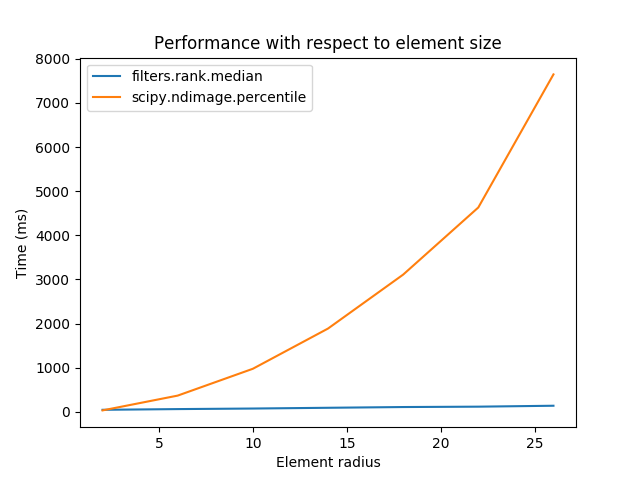 Performance with respect to element size
filters.rank.median
scipy.ndimage.percentile
8000
7000
6000
5000
4000
3000
2000
1000
0
Time (ms)
5 10 15 20 25
Element radius